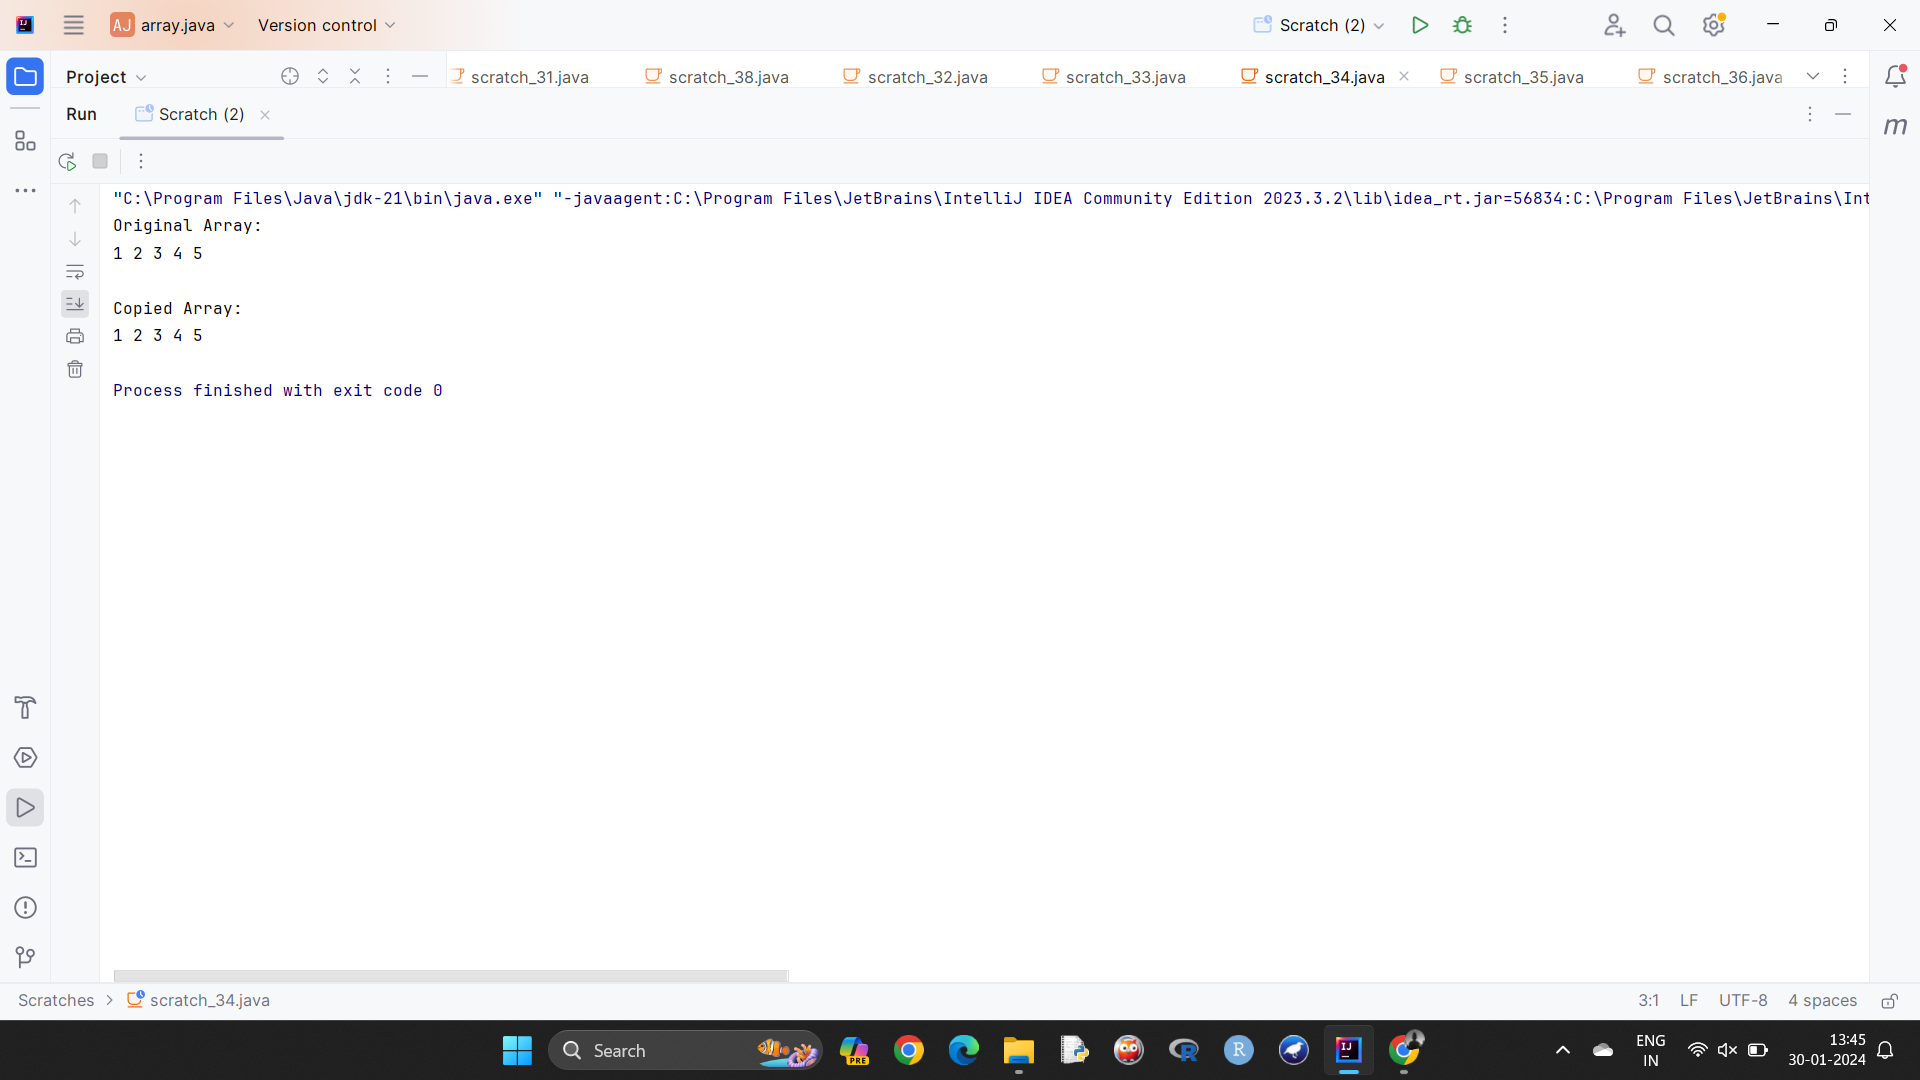 AJ array.java Version control Scratch (2)
Project scratch_31.java scratch_38.java scratch_32.java scratch_33.java scratch_34.java scratch_35.java scratch_36.java
Run Scratch (2)
m
"C:\Program Files\Java\jdk-21\bin\java.exe" "-javaagent:C:\Program Files\JetBrains\IntelliJ IDEA Community Edition 2023.3.2\lib\idea_rt.jar=56834:C:\Program Files\JetBrains\Int
Original Array:
1 2 3 4 5
Copied Array:
1 2 3 4 5
Process finished with exit code 0
Scratches > scratch_34.java 3:1 LF UTF-8 4 spaces
Search PRE R R IJ ENG IN 13:45
30-01-2024